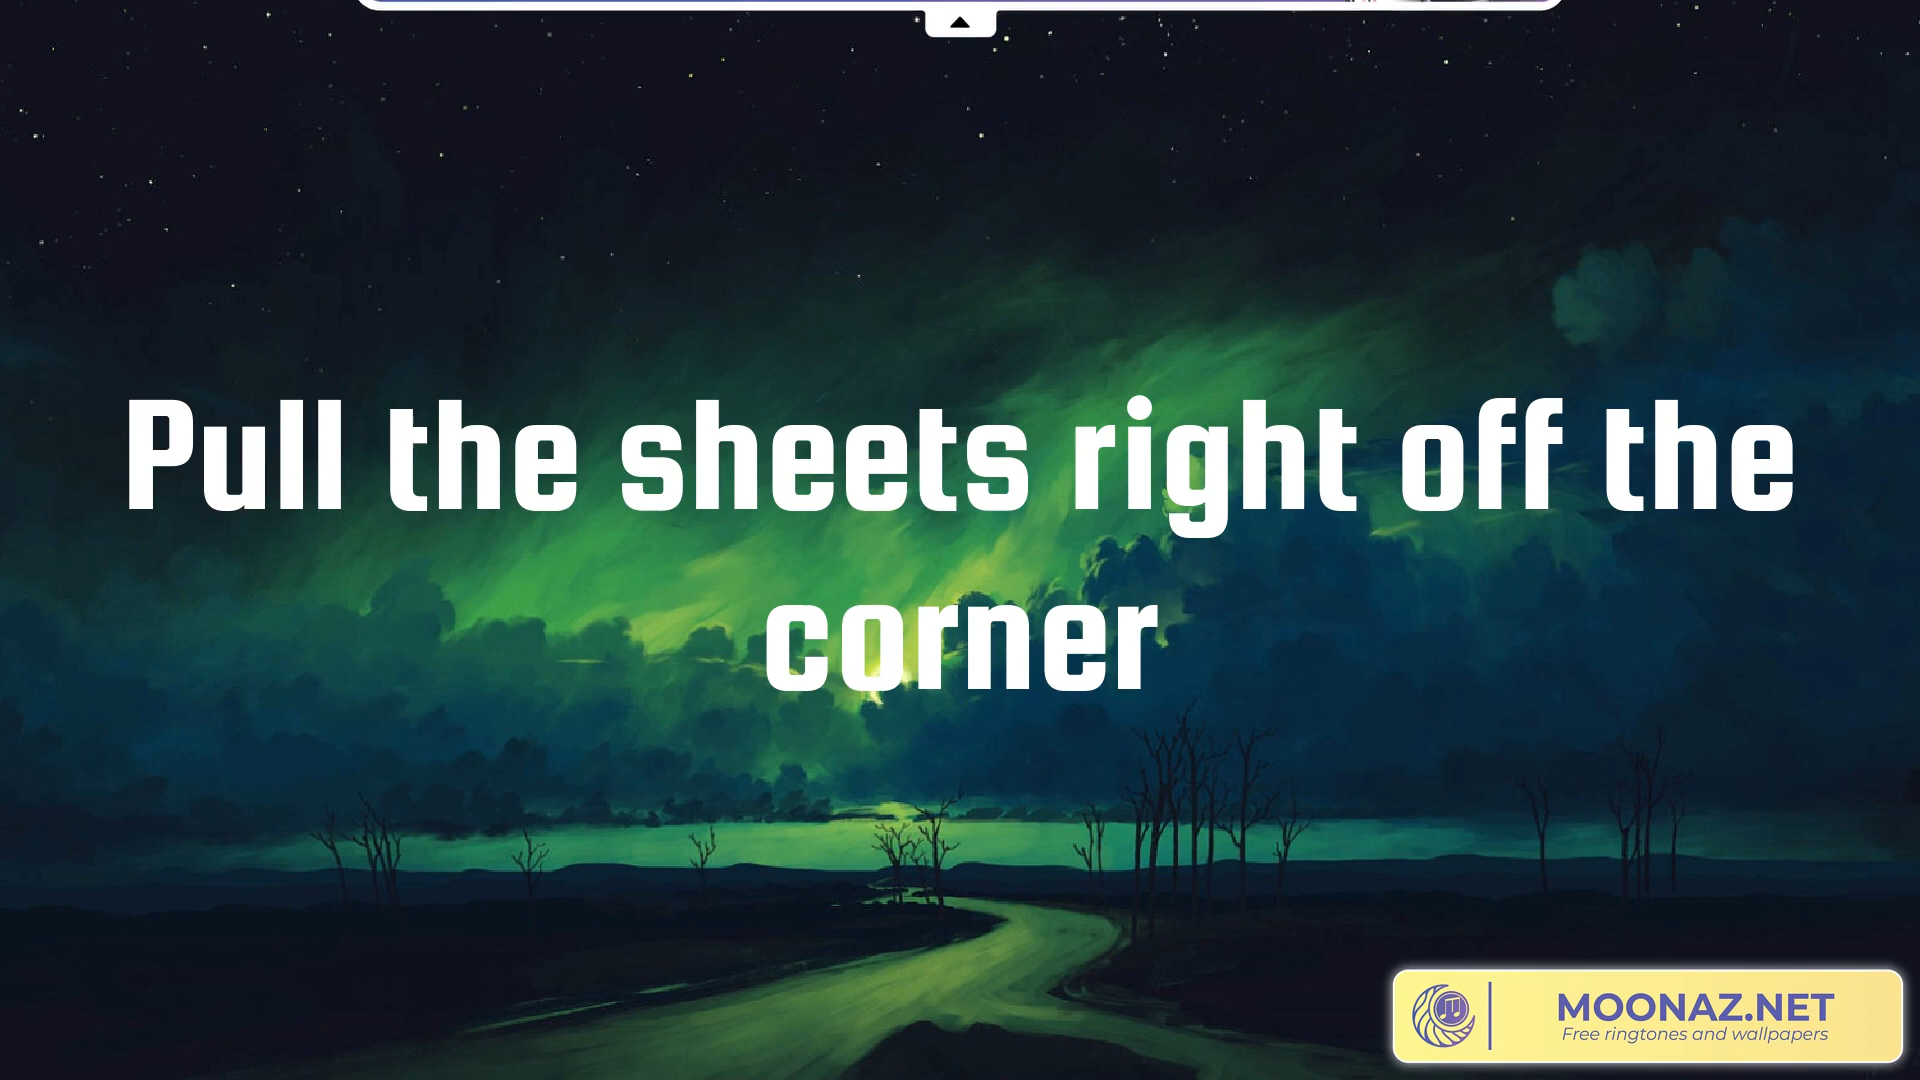 Pull the sheets right off the
corner
MOONAZ.NET
Free ringtones and wallpapers